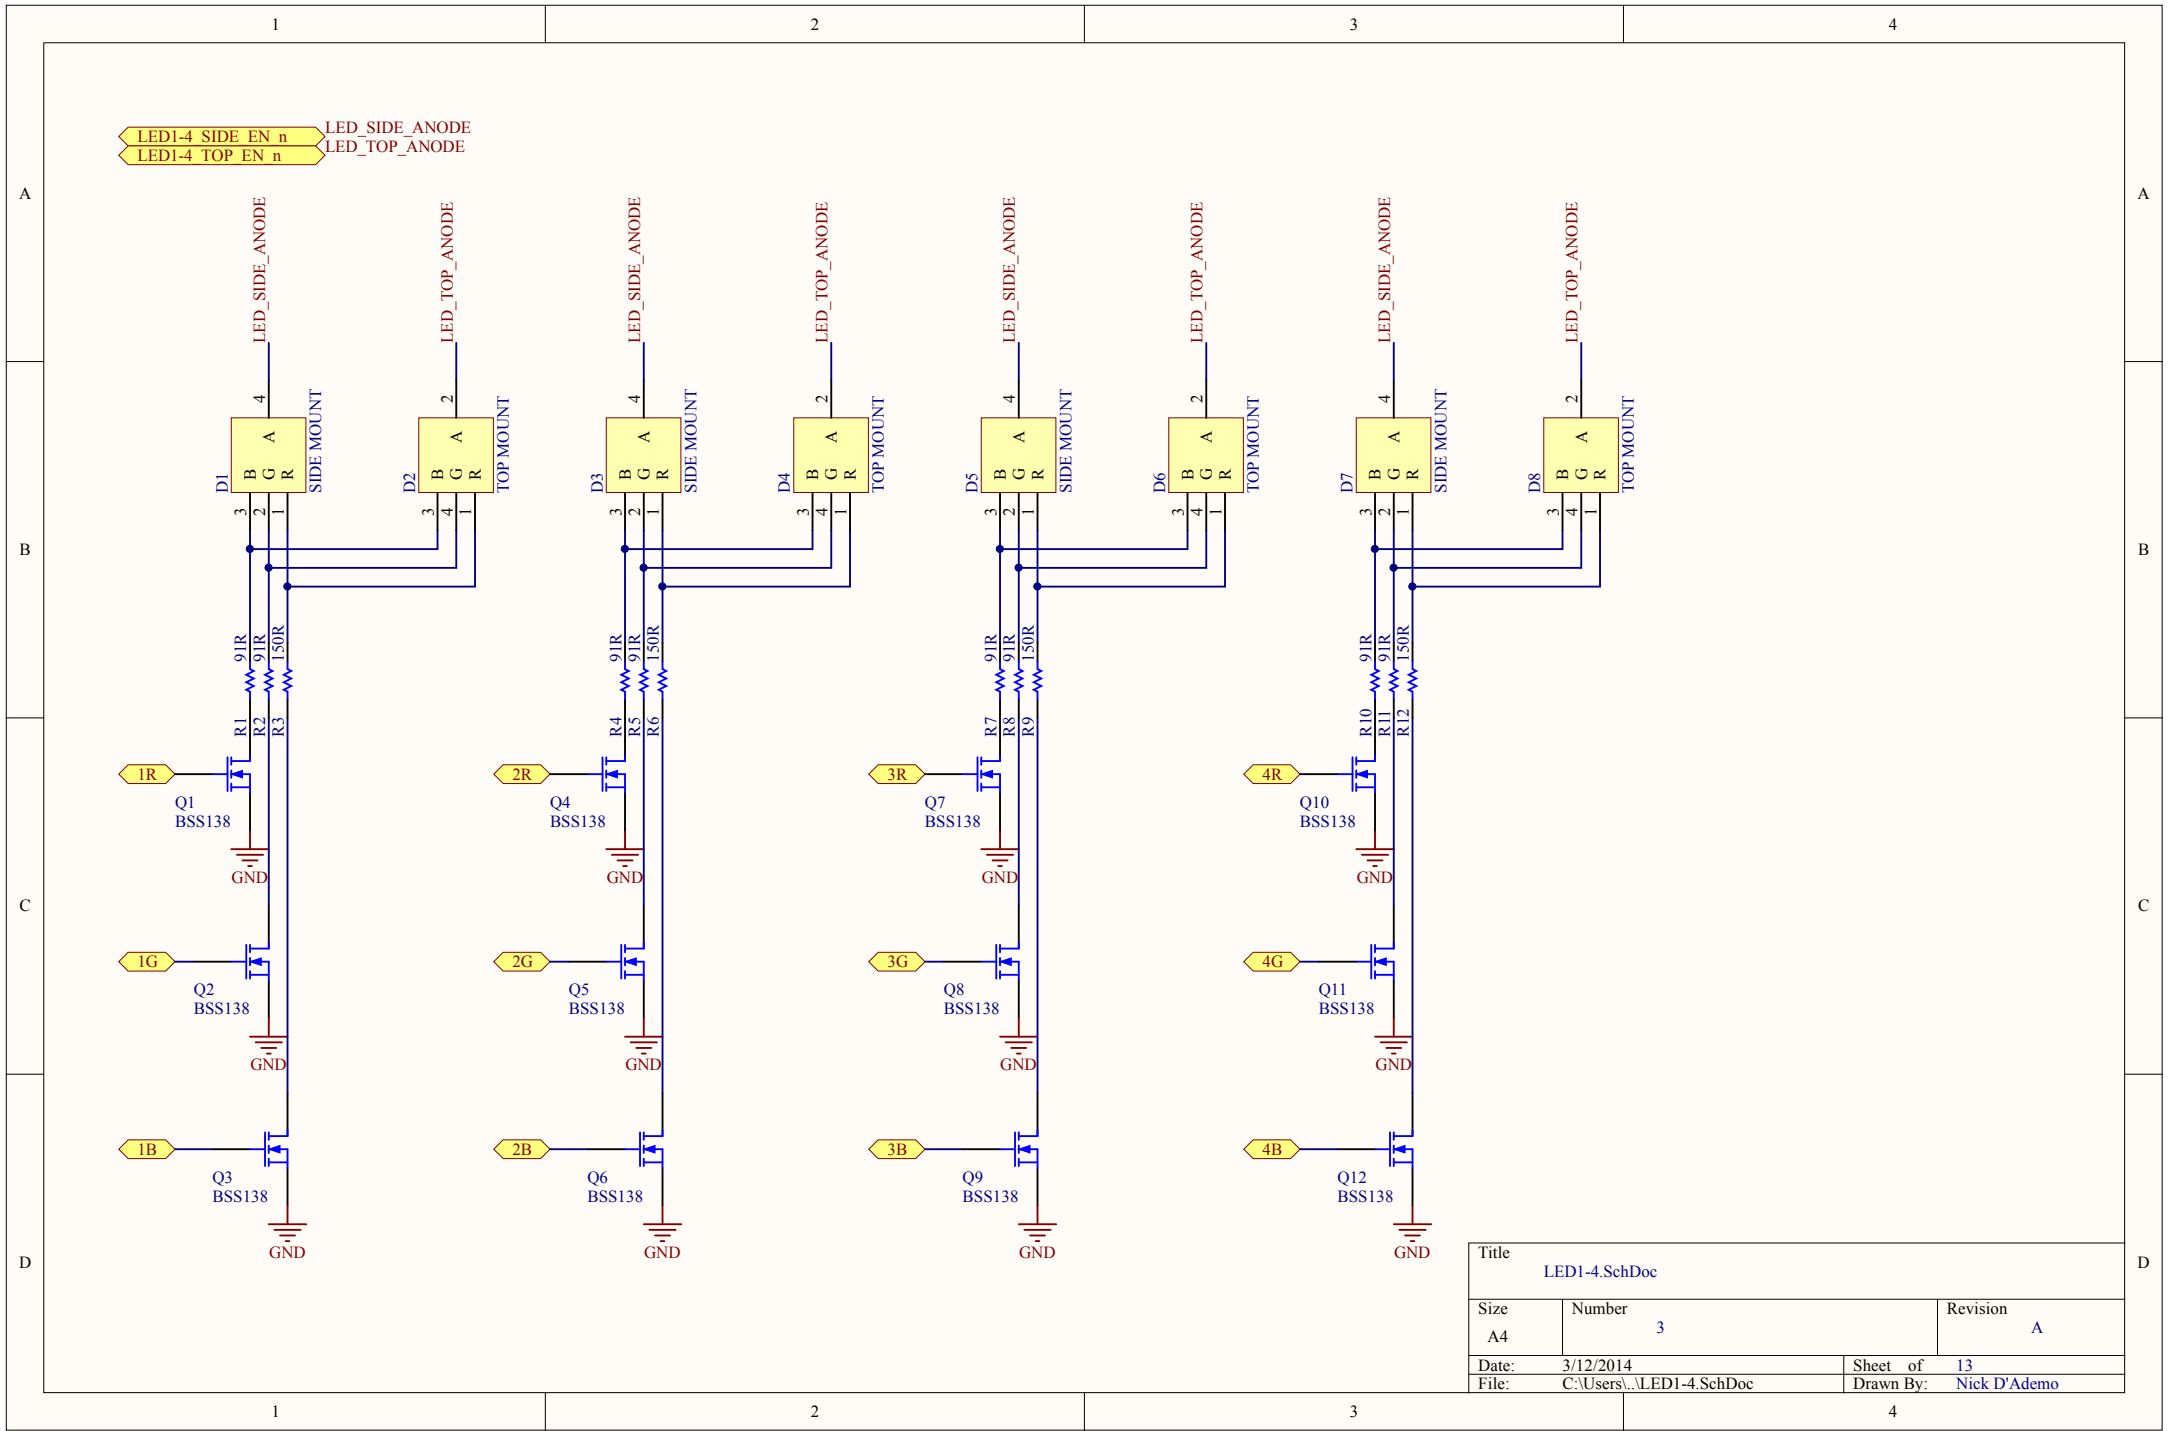 1 2 3 4
A A
B B
C C
D D
LED1-4_SIDE_EN_n LED_SIDE_ANODE
LED1-4_TOP_EN_n LED_TOP_ANODE
LED_SIDE_ANODE LED_TOP_ANODE LED_SIDE_ANODE LED_TOP_ANODE LED_SIDE_ANODE LED_TOP_ANODE LED_SIDE_ANODE LED_TOP_ANODE
4 2 4 2 4 2 4 2
A A A A A A A A
D1 B G R SIDE MOUNT
D2 B G R TOP MOUNT
D3 B G R SIDE MOUNT
D4 B G R TOP MOUNT
D5 B G R SIDE MOUNT
D6 B G R TOP MOUNT
D7 B G R SIDE MOUNT
D8 B G R TOP MOUNT
3 2 1 3 4 1 3 2 1 3 4 1 3 2 1 3 4 1 3 2 1 3 4 1
91R 91R 150R 91R 91R 150R 91R 91R 150R 91R 91R 150R
R1 R2 R3 R4 R5 R6 R7 R8 R9 R10 R11 R12
1R 2R 3R 4R
Q1 Q4 Q7 Q10
BSS138 BSS138 BSS138 BSS138
GND GND GND GND
1G 2G 3G 4G
Q2 Q5 Q8 Q11
BSS138 BSS138 BSS138 BSS138
GND GND GND GND
1B 2B 3B 4B
Q3 Q6 Q9 Q12
BSS138 BSS138 BSS138 BSS138
GND GND GND GND
Title
LED1-4.SchDoc
Size Number Revision
A4 3 A
Date: 3/12/2014 Sheet of 13
File: C:\Users\..\LED1-4.SchDoc Drawn By: Nick D'Ademo
1 2 3 4